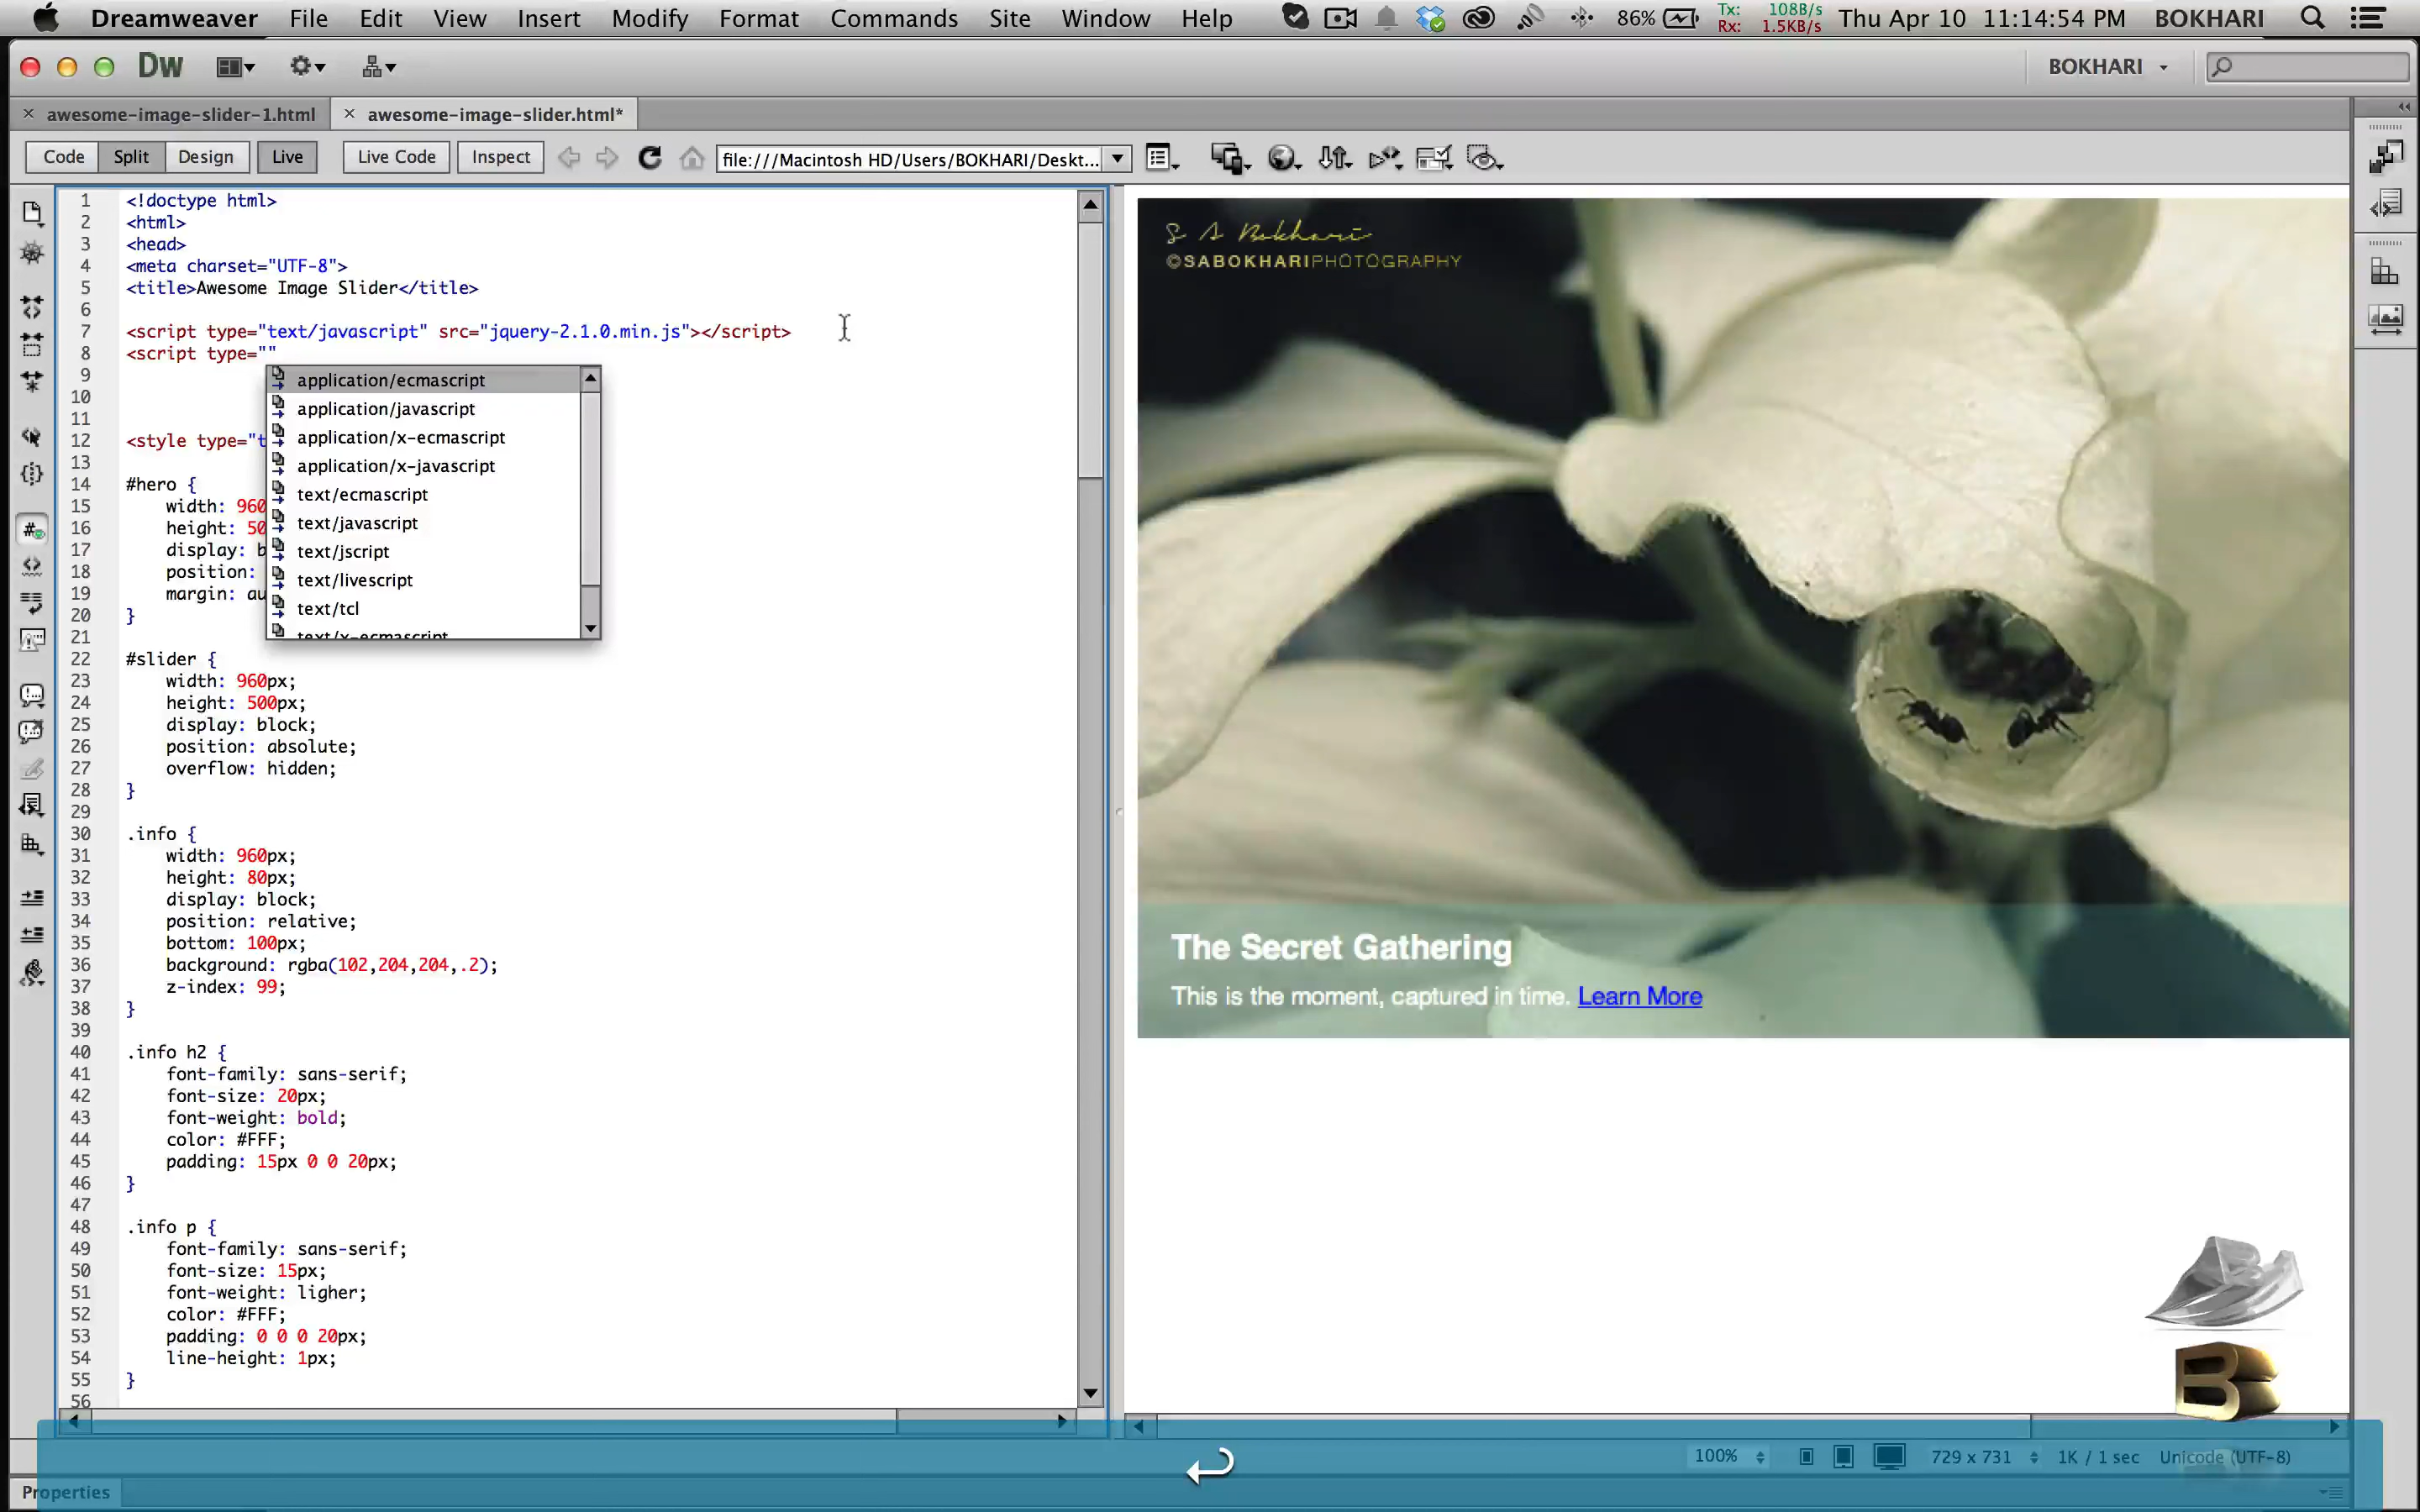 Dreamweaver File Edit View Insert Modify Format Commands Site Window Help 86% Tx: 108B/s Rx: 1.5KB/s Thu Apr 10 11:14:54 PM BOKHARI
Dw BOKHARI
awesome-image-slider-1.html awesome-image-slider.html*
Code Split Design Live Live Code Inspect file:///Macintosh HD/Users/BOKHARI/Deskt...
1 <!doctype html>
2 <html>
3 <head>
4 <meta charset="UTF-8">
5 <title>Awesome Image Slider</title>
6
7 <script type="text/javascript" src="jquery-2.1.0.min.js"></script>
8 <script type=""
9
10
11
12 <style type="t
13
14 #hero {
15 width: 960
16 height: 50
17 display: b
18 position:
19 margin: au
20 }
21
22 #slider {
23 width: 960px;
24 height: 500px;
25 display: block;
26 position: absolute;
27 overflow: hidden;
28 }
29
30 .info {
31 width: 960px;
32 height: 80px;
33 display: block;
34 position: relative;
35 bottom: 100px;
36 background: rgba(102,204,204,.2);
37 z-index: 99;
38 }
39
40 .info h2 {
41 font-family: sans-serif;
42 font-size: 20px;
43 font-weight: bold;
44 color: #FFF;
45 padding: 15px 0 0 20px;
46 }
47
48 .info p {
49 font-family: sans-serif;
50 font-size: 15px;
51 font-weight: ligher;
52 color: #FFF;
53 padding: 0 0 0 20px;
54 line-height: 1px;
55 }
56
application/ecmascript
application/javascript
application/x-ecmascript
application/x-javascript
text/ecmascript
text/javascript
text/jscript
text/livescript
text/tcl
text/x-ecmascript
S A Bokhari
©SABOKHARIPHOTOGRAPHY
The Secret Gathering
This is the moment, captured in time. Learn More
B
100% 729 x 731 1K / 1 sec Unicode (UTF-8)
Properties